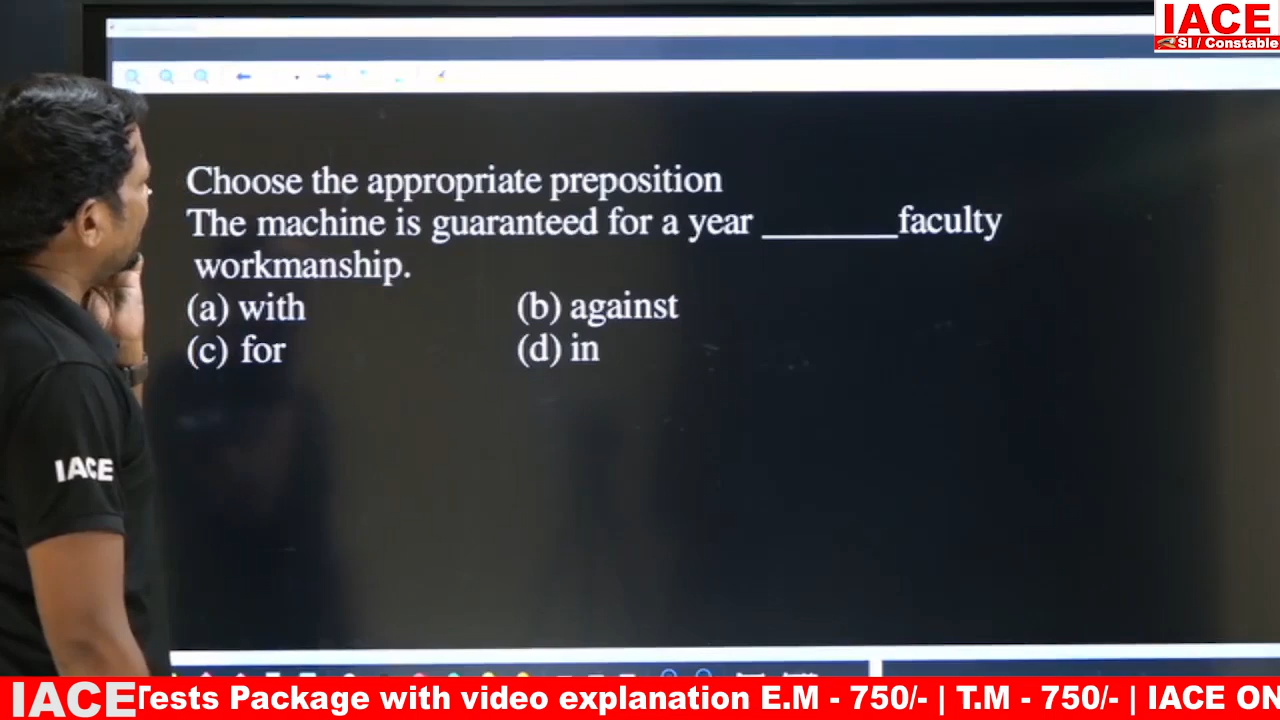 IACE
SI / Constable
Choose the appropriate preposition
The machine is guaranteed for a year ________faculty
workmanship.
(a) with (b) against
(c) for (d) in
IACE
IACE Tests Package with video explanation E.M - 750/- | T.M - 750/- | IACE ON